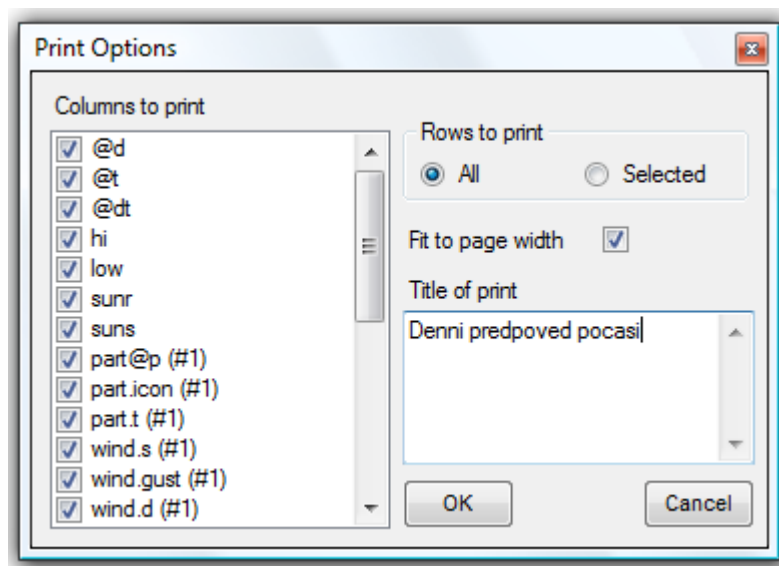 Print Options
Columns to print
@d
@t
@dt
hi
low
sunr
suns
part@p (#1)
part.icon (#1)
part.t (#1)
wind.s (#1)
wind.gust (#1)
wind.d (#1)
Rows to print
All
Selected
Fit to page width
Title of print
Denni predpoved pocasi
OK
Cancel